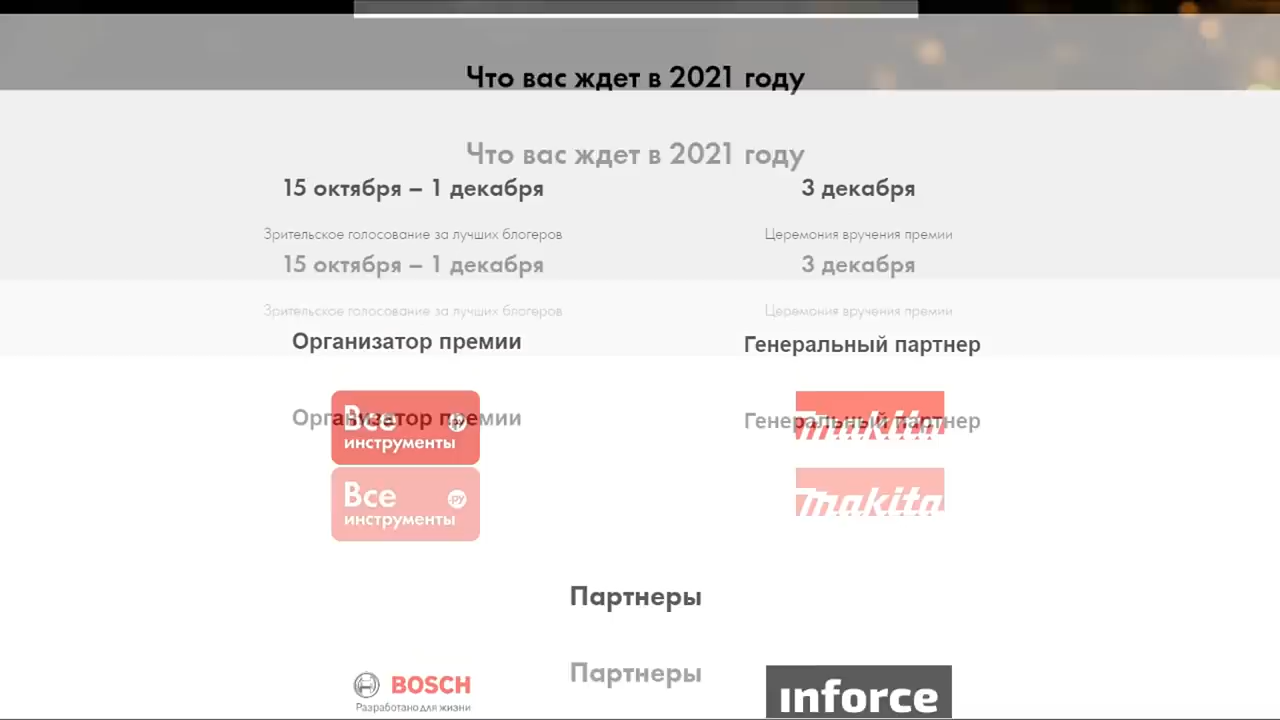 Что вас ждет в 2021 году
Что вас ждет в 2021 году
15 октября – 1 декабря
3 декабря
Зрительское голосование за лучших блогеров
Церемония вручения премии
15 октября – 1 декабря
3 декабря
Зрительское голосование за лучших блогеров
Церемония вручения премии
Организатор премии
Генеральный партнер
Организатор премии
Генеральный партнер
Все ру
инструменты
makita
Все ру
инструменты
makita
Партнеры
Партнеры
BOSCH
Разработано для жизни
inforce